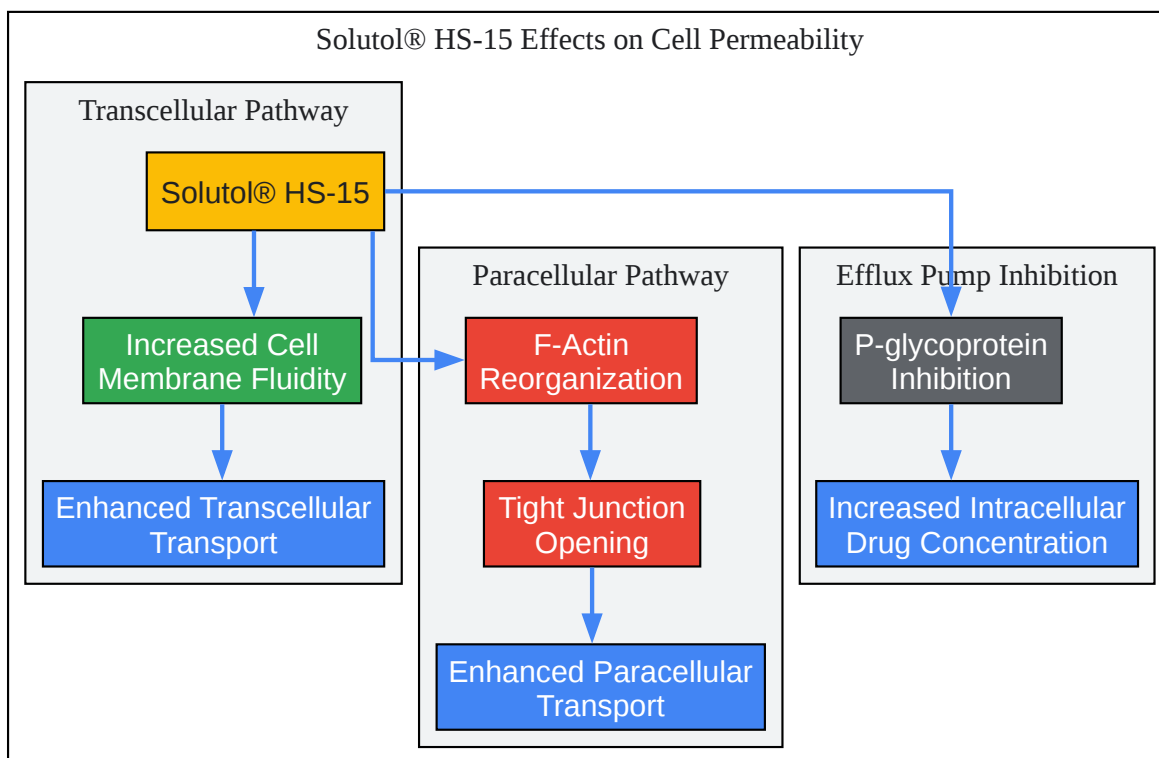 Solutol® HS-15 Effects on Cell Permeability
Transcellular Pathway
Solutol® HS-15
Increased Cell
Membrane Fluidity
Enhanced Transcellular
Transport
Paracellular Pathway
F-Actin
Reorganization
Tight Junction
Opening
Enhanced Paracellular
Transport
Efflux Pump Inhibition
P-glycoprotein
Inhibition
Increased Intracellular
Drug Concentration